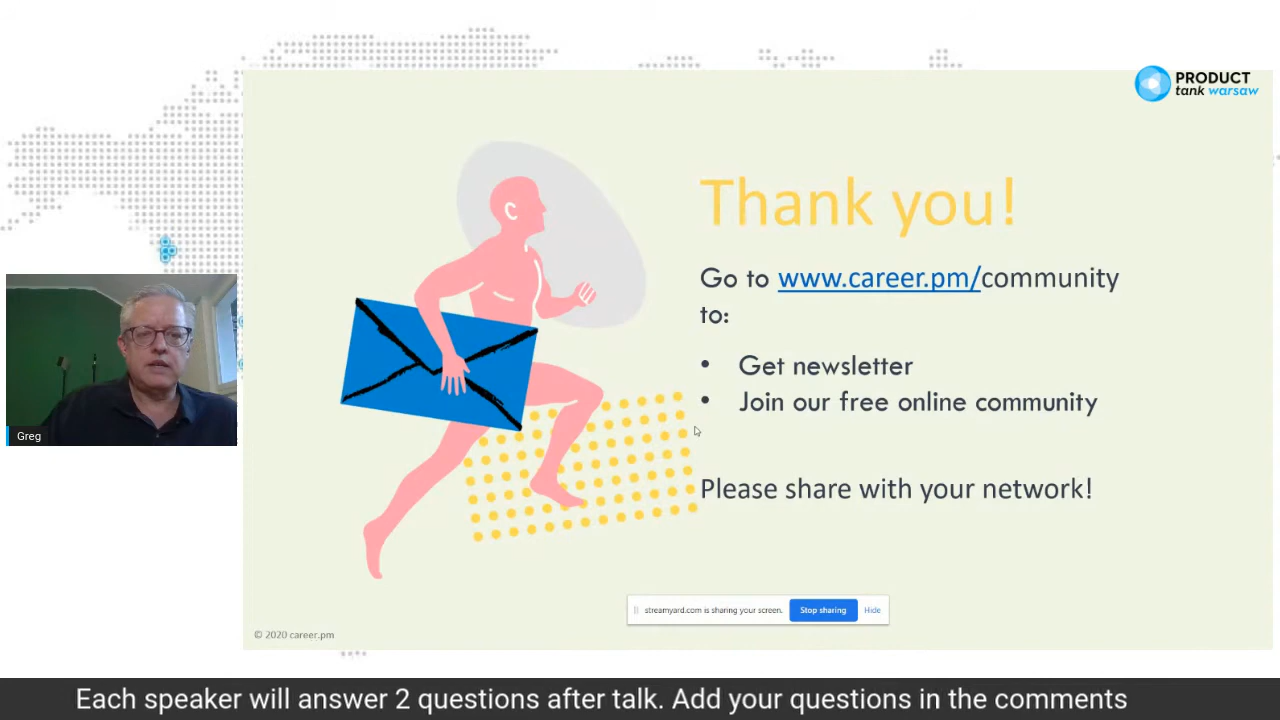 PRODUCT
tank warsaw
Thank you!
Go to www.career.pm/community
to:
• Get newsletter
• Join our free online community
Please share with your network!
Greg
streamyard.com is sharing your screen. Stop sharing Hide
© 2020 career.pm
Each speaker will answer 2 questions after talk. Add your questions in the comments